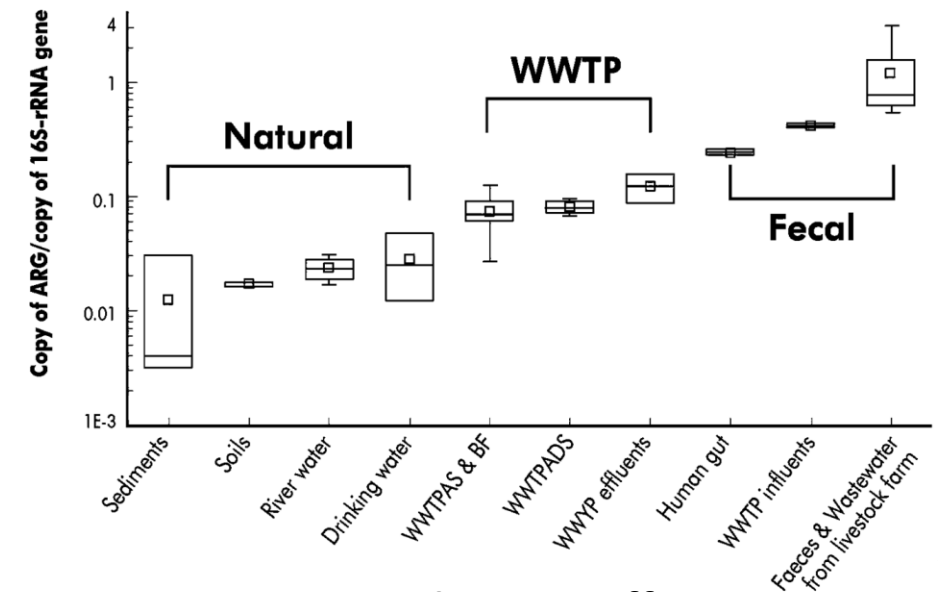 Copy of ARG/copy of 16S-rRNA gene
4
1
0.1
0.01
1E-3
Natural
WWTP
Fecal
Sediments
Soils
River water
Drinking water
WWTPAS & BF
WWTPADS
WWYP effluents
Human gut
WWTP influents
Faeces & Wastewater
from livestock farm